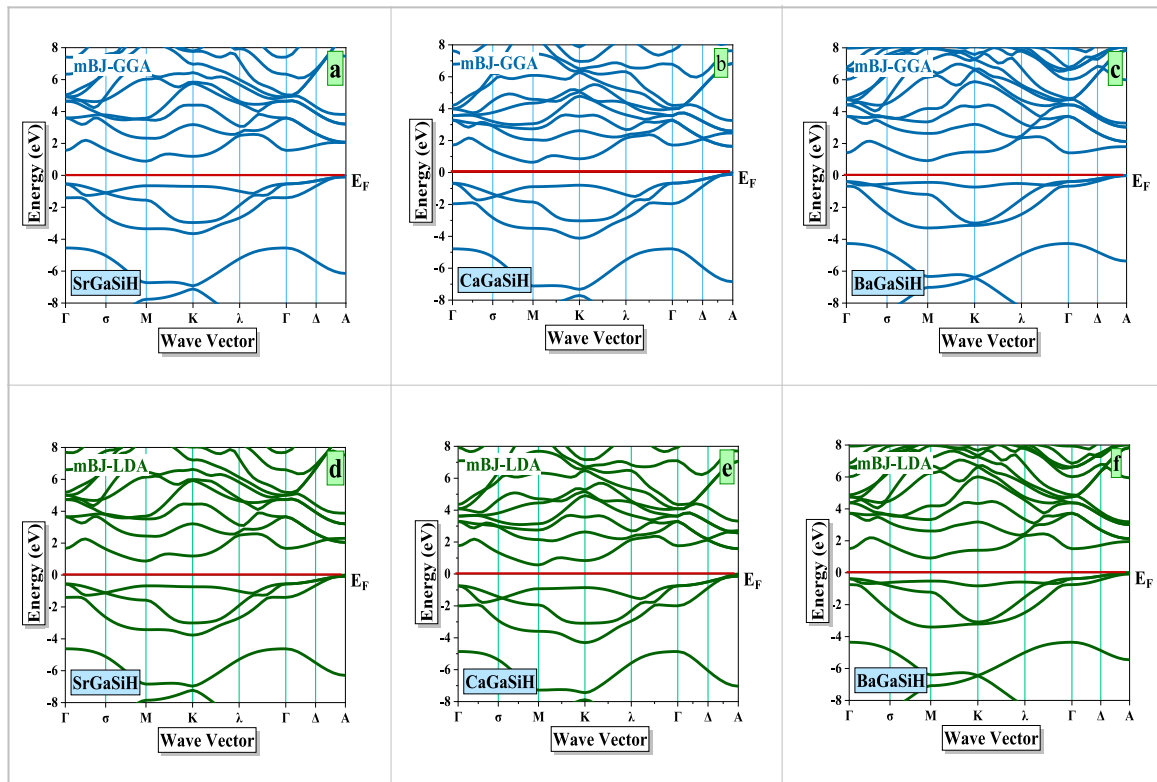 8
6
4
2
0
-2
-4
-6
-8
Energy (eV)
mBJ-GGA
a
E_F
SrGaSiH
Γ σ M K λ Γ Δ A
Wave Vector
8
6
4
2
0
-2
-4
-6
-8
Energy (eV)
mBJ-GGA
b
E_F
CaGaSiH
Γ σ M K λ Γ Δ A
Wave Vector
8
6
4
2
0
-2
-4
-6
-8
Energy (eV)
mBJ-GGA
c
E_F
BaGaSiH
Γ σ M K λ Γ Δ A
Wave Vector
8
6
4
2
0
-2
-4
-6
-8
Energy (eV)
mBJ-LDA
d
E_F
SrGaSiH
Γ σ M K λ Γ Δ A
Wave Vector
8
6
4
2
0
-2
-4
-6
-8
Energy (eV)
mBJ-LDA
e
E_F
CaGaSiH
Γ σ M K λ Γ Δ A
Wave Vector
8
6
4
2
0
-2
-4
-6
-8
Energy (eV)
mBJ-LDA
f
E_F
BaGaSiH
Γ σ M K λ Γ Δ A
Wave Vector